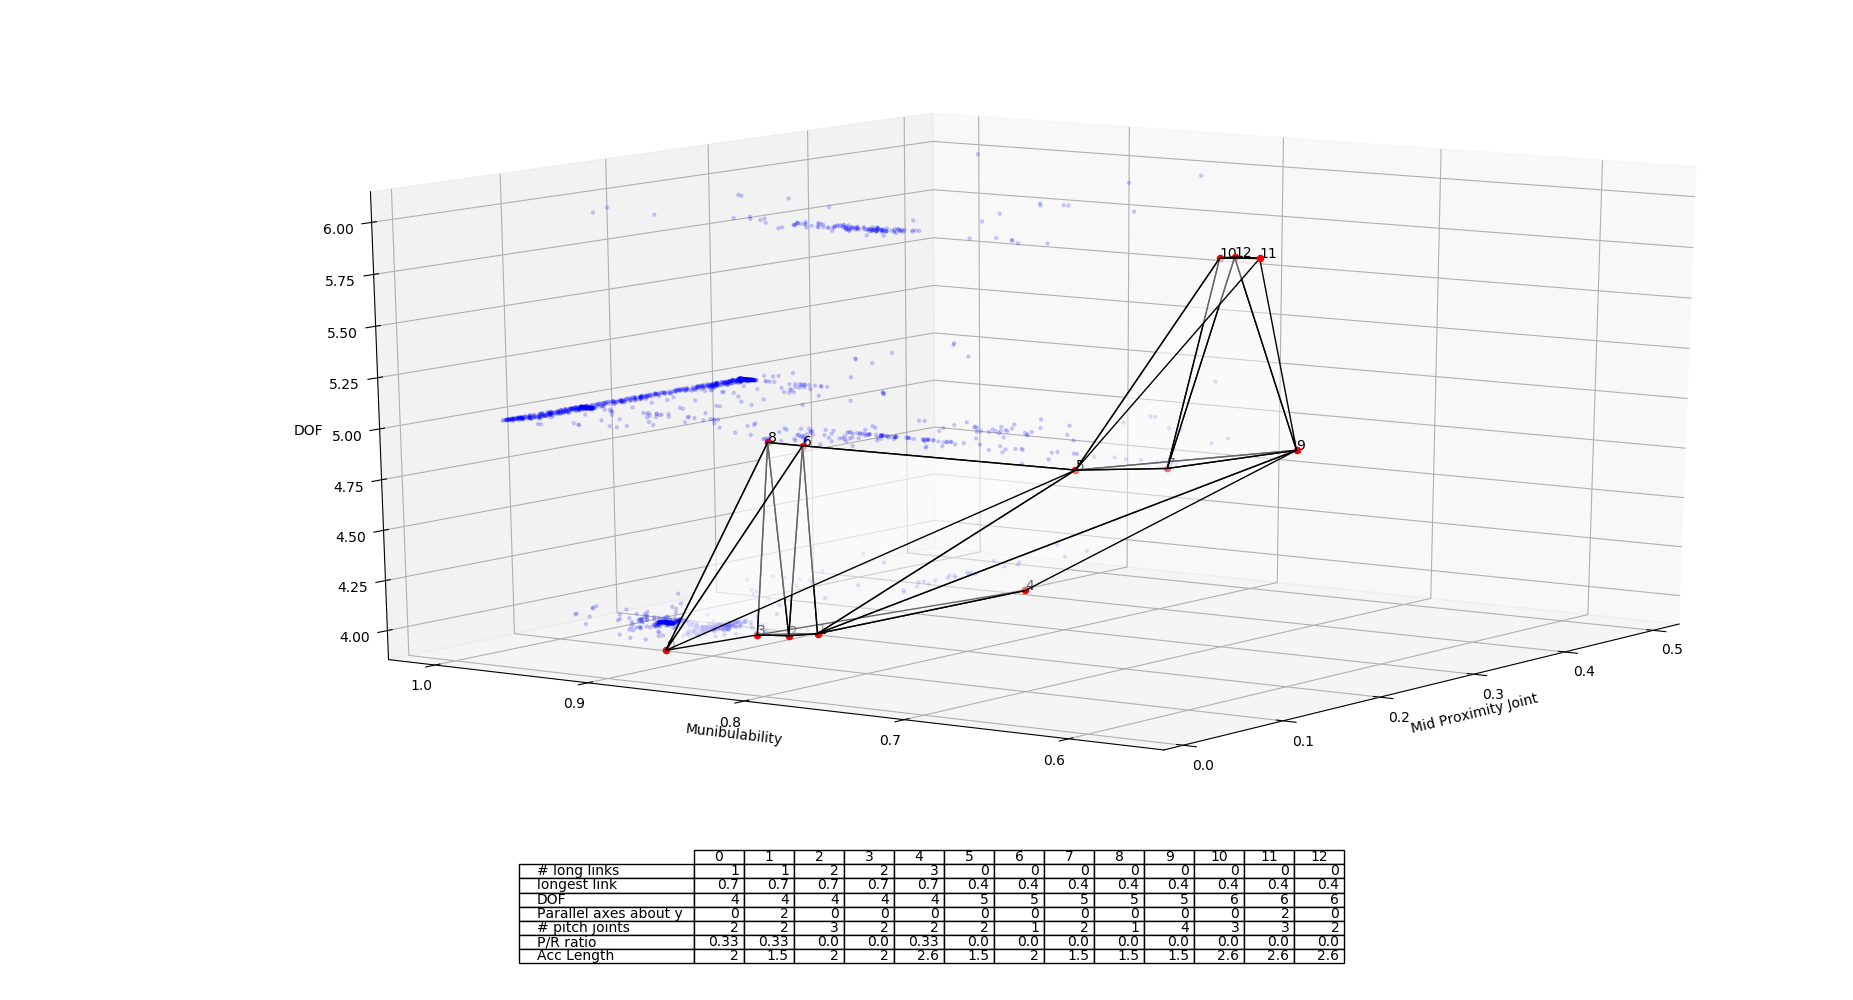 10 12 11
6.00
5.75
5.50
5.25
DOF 5.00
8 6 5 9
4.75
4.50
4.25
4
4.00
3 2
1.0
0.9
0.8
0.7
0.6
Munibulability
0.0
0.1
0.2
0.3
0.4
0.5
Mid Proximity Joint
0 1 2 3 4 5 6 7 8 9 10 11 12
# long links 1 1 2 2 3 0 0 0 0 0 0 0 0
longest link 0.7 0.7 0.7 0.7 0.7 0.4 0.4 0.4 0.4 0.4 0.4 0.4 0.4
DOF 4 4 4 4 4 5 5 5 5 5 6 6 6
Parallel axes about y 0 2 0 0 0 0 0 0 0 0 0 2 0
# pitch joints 2 2 3 2 2 2 1 2 1 4 3 3 2
P/R ratio 0.33 0.33 0.0 0.0 0.33 0.0 0.0 0.0 0.0 0.0 0.0 0.0 0.0
Acc Length 2 1.5 2 2 2.6 1.5 2 1.5 1.5 1.5 2.6 2.6 2.6